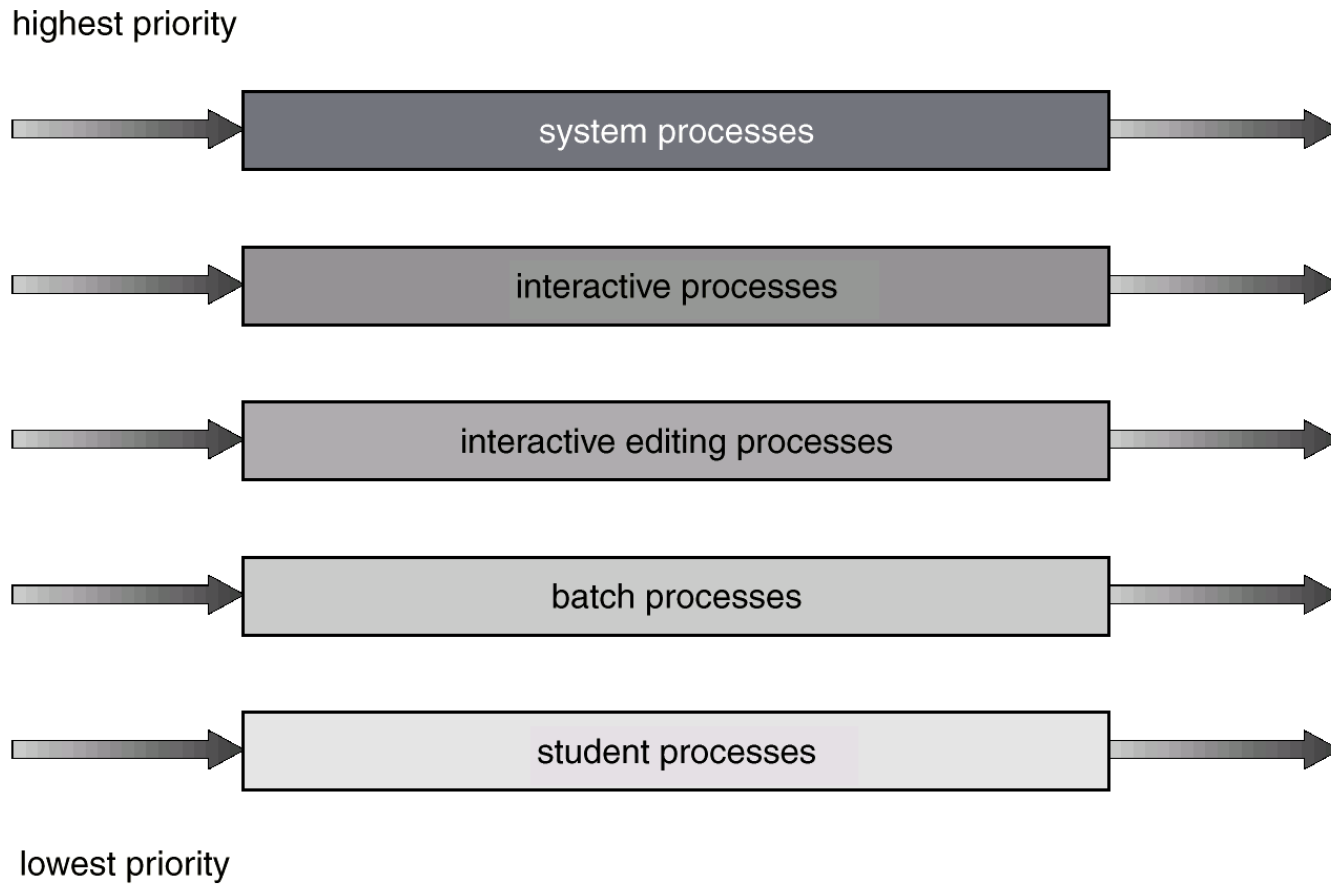 highest priority
system processes
interactive processes
interactive editing processes
batch processes
student processes
lowest priority